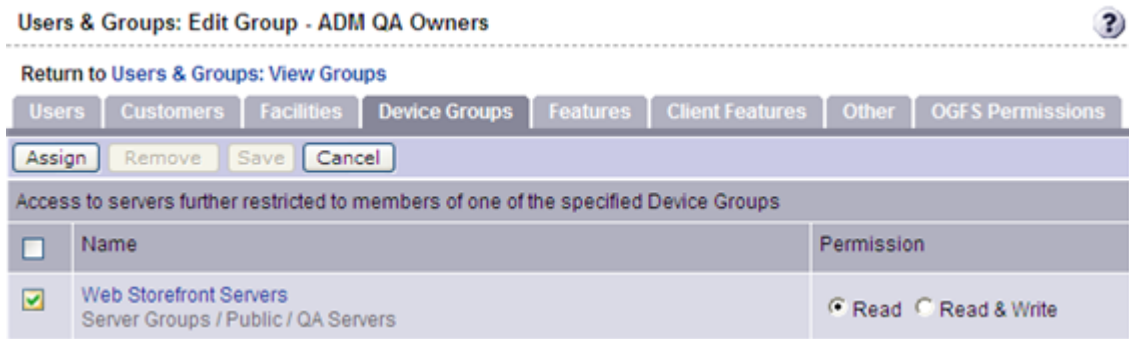 Users & Groups: Edit Group - ADM QA Owners
?
Return to Users & Groups: View Groups
Users Customers Facilities Device Groups Features Client Features Other OGFS Permissions
Assign Remove Save Cancel
Access to servers further restricted to members of one of the specified Device Groups
Name Permission
Web Storefront Servers
Server Groups / Public / QA Servers
Read Read & Write